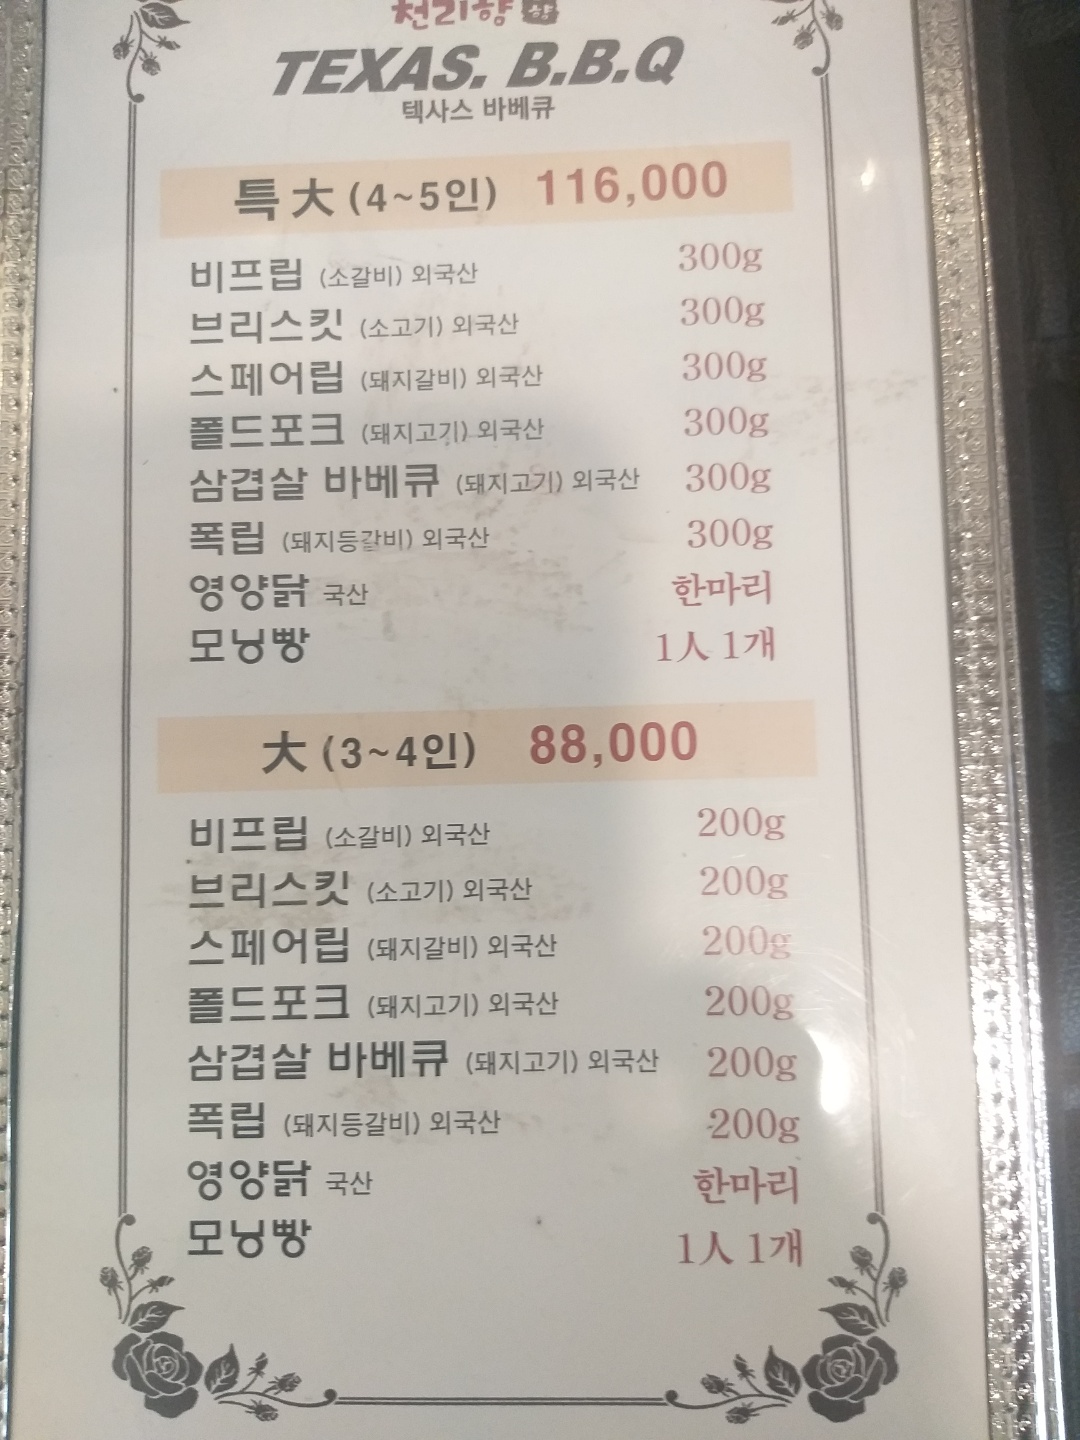 천리향 향
TEXAS. B.B.Q
텍사스 바베큐
특大 (4~5인) 116,000
비프립 (소갈비) 외국산 300g
브리스킷 (소고기) 외국산 300g
스페어립 (돼지갈비) 외국산 300g
폴드포크 (돼지고기) 외국산 300g
삼겹살 바베큐 (돼지고기) 외국산 300g
폭립 (돼지등갈비) 외국산 300g
영양닭 국산 한마리
모닝빵 1人 1개
大 (3~4인) 88,000
비프립 (소갈비) 외국산 200g
브리스킷 (소고기) 외국산 200g
스페어립 (돼지갈비) 외국산 200g
폴드포크 (돼지고기) 외국산 200g
삼겹살 바베큐 (돼지고기) 외국산 200g
폭립 (돼지등갈비) 외국산 200g
영양닭 국산 한마리
모닝빵 1人 1개